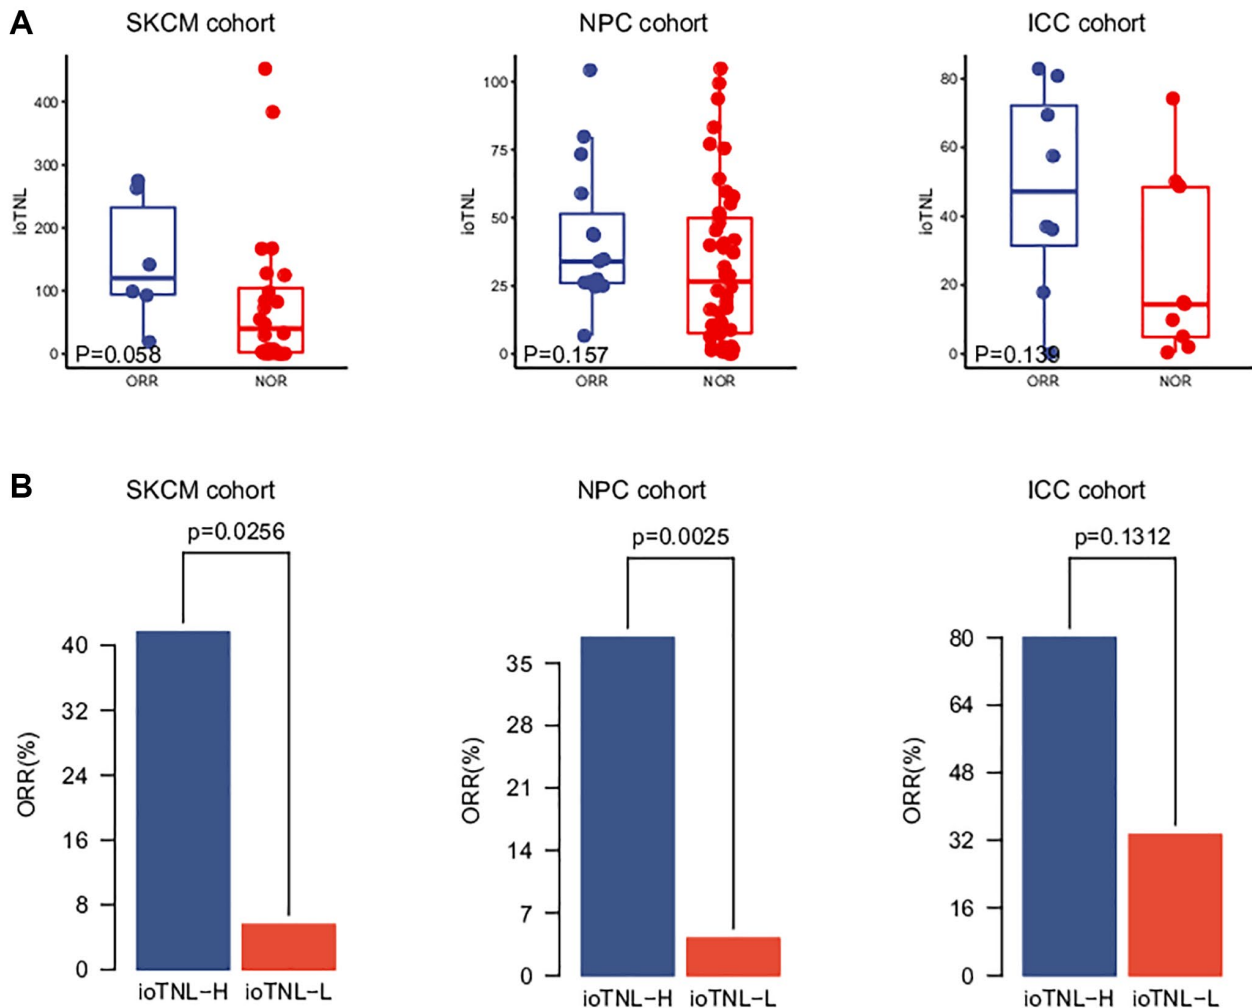 A
SKCM cohort
NPC cohort
ICC cohort
ioTNL
400
300
200
100
0
P=0.058
ORR
NOR
ioTNL
100
75
50
25
0
P=0.157
ORR
NOR
ioTNL
80
60
40
20
0
P=0.139
ORR
NOR
B
SKCM cohort
NPC cohort
ICC cohort
p=0.0256
ORR(%)
40
32
24
16
8
0
ioTNL−H
ioTNL−L
p=0.0025
ORR(%)
35
28
21
14
7
0
ioTNL−H
ioTNL−L
p=0.1312
ORR(%)
80
64
48
32
16
0
ioTNL−H
ioTNL−L